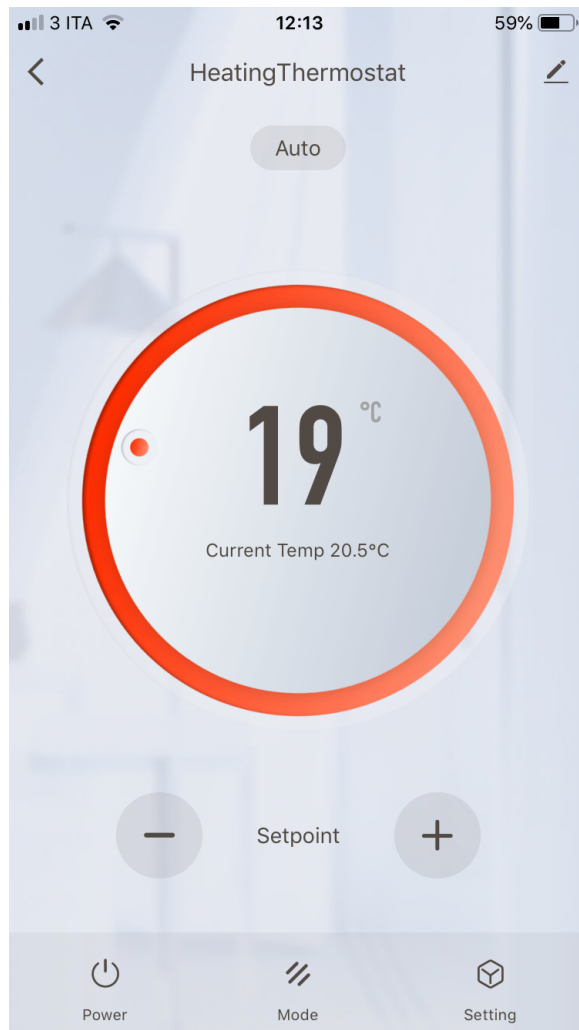 3 ITA 12:13 59%
HeatingThermostat
Auto
19 °C
Current Temp 20.5°C
Setpoint
Power Mode Setting